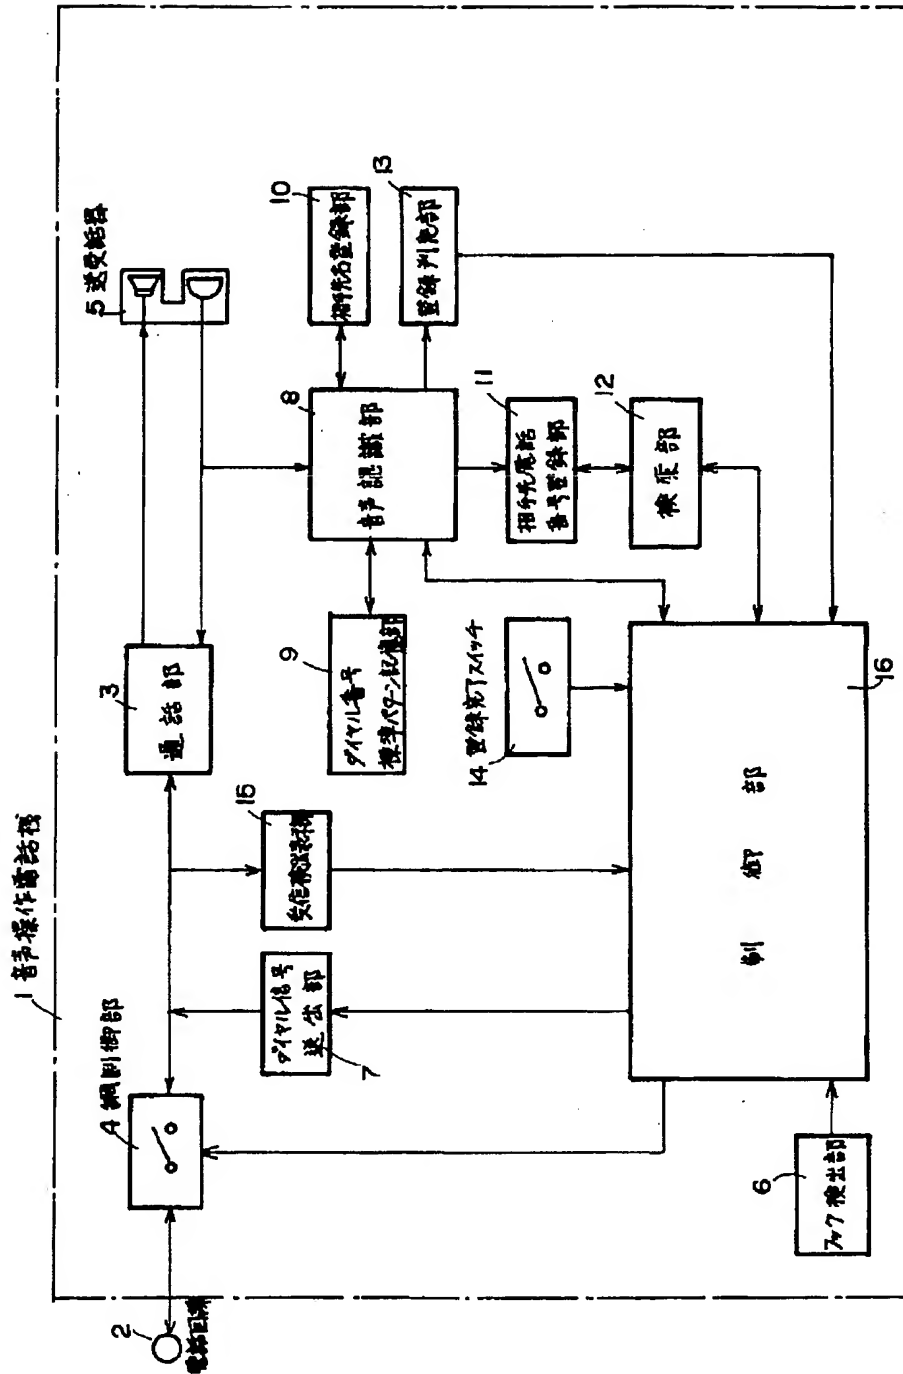 1 音声操作電話機
2
電話回線
4 網制御部
3
通話部
5 送受話器
ダイヤル信号
送出部
7
15
受信検出部
9
ダイヤル番号
標準パターン記憶部
8
音声認識部
10
相手先名登録部
13
登録判定部
11
相手先電話
番号登録部
12
検索部
14 登録完了スイッチ
6
フック検出部
制御部
16